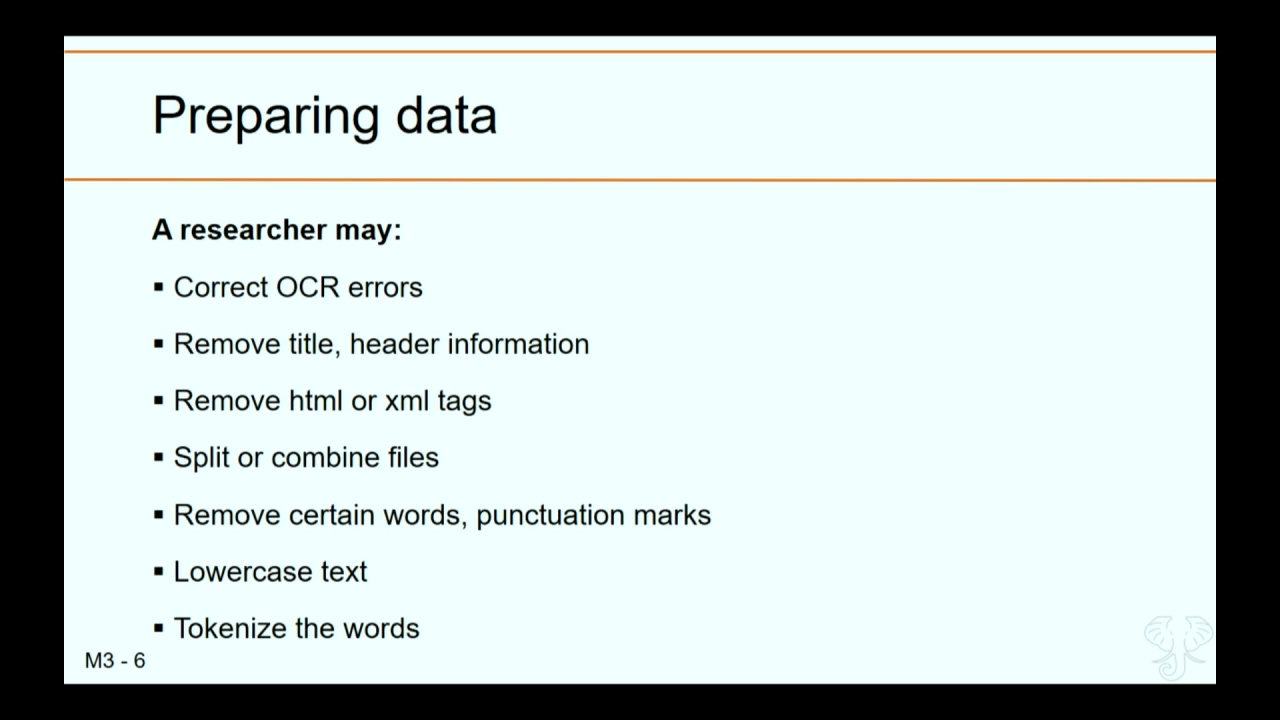 Preparing data
A researcher may:
▪ Correct OCR errors
▪ Remove title, header information
▪ Remove html or xml tags
▪ Split or combine files
▪ Remove certain words, punctuation marks
▪ Lowercase text
▪ Tokenize the words
M3 - 6